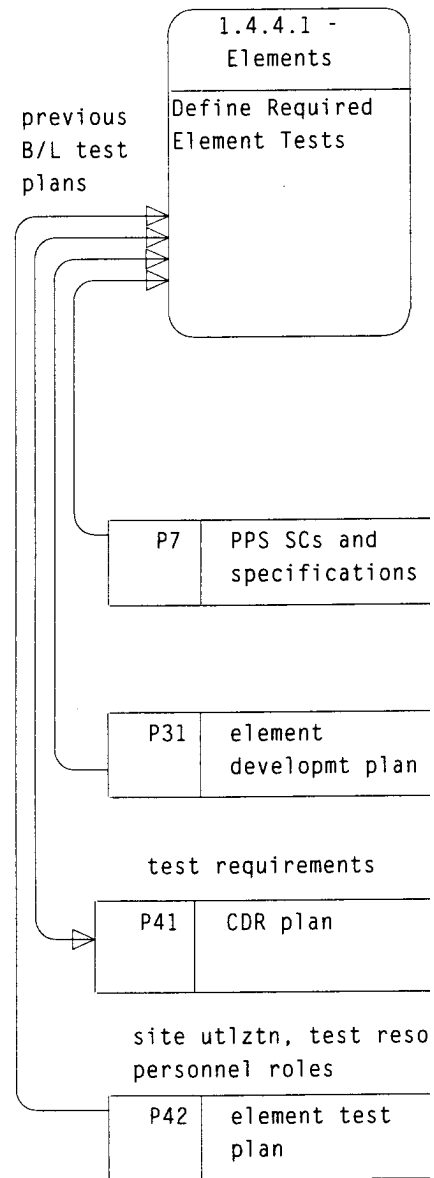 1.4.4.1 -
Elements
Define Required
Element Tests
previous
B/L test
plans
P7
PPS SCs and
specifications
P31
element
developmt plan
test requirements
P41
CDR plan
site utlztn, test reso
personnel roles
P42
element test
plan